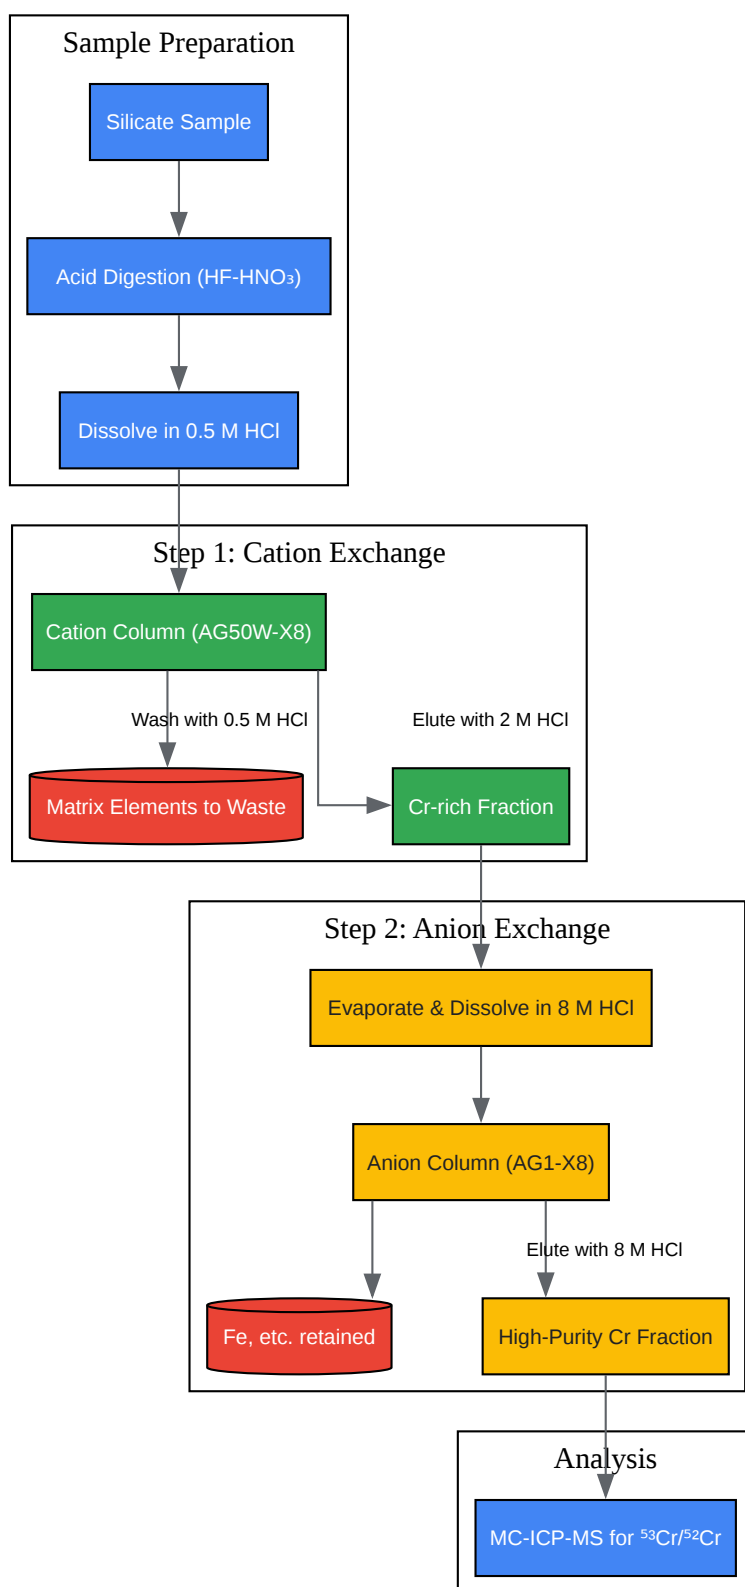 Sample Preparation
Silicate Sample
Acid Digestion (HF-HNO₃)
Dissolve in 0.5 M HCl
Step 1: Cation Exchange
Cation Column (AG50W-X8)
Wash with 0.5 M HCl
Elute with 2 M HCl
Matrix Elements to Waste
Cr-rich Fraction
Step 2: Anion Exchange
Evaporate & Dissolve in 8 M HCl
Anion Column (AG1-X8)
Elute with 8 M HCl
Fe, etc. retained
High-Purity Cr Fraction
Analysis
MC-ICP-MS for ⁵³Cr/⁵²Cr